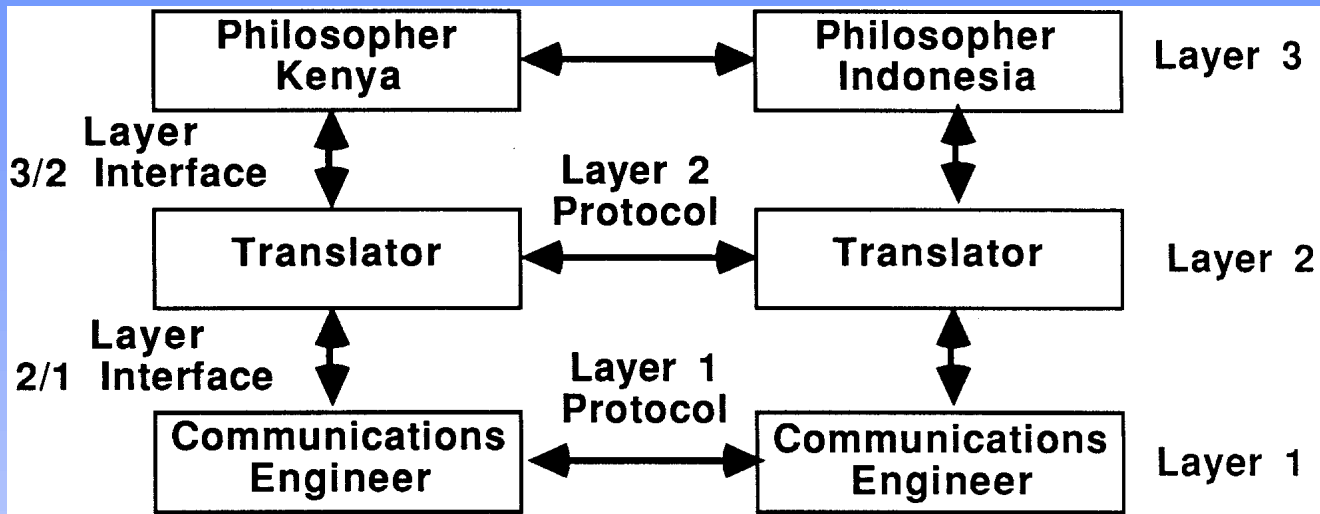 Philosopher
Kenya
Philosopher
Indonesia
Layer 3
Layer
3/2 Interface
Layer 2
Protocol
Translator
Translator
Layer 2
Layer
2/1 Interface
Layer 1
Protocol
Communications
Engineer
Communications
Engineer
Layer 1